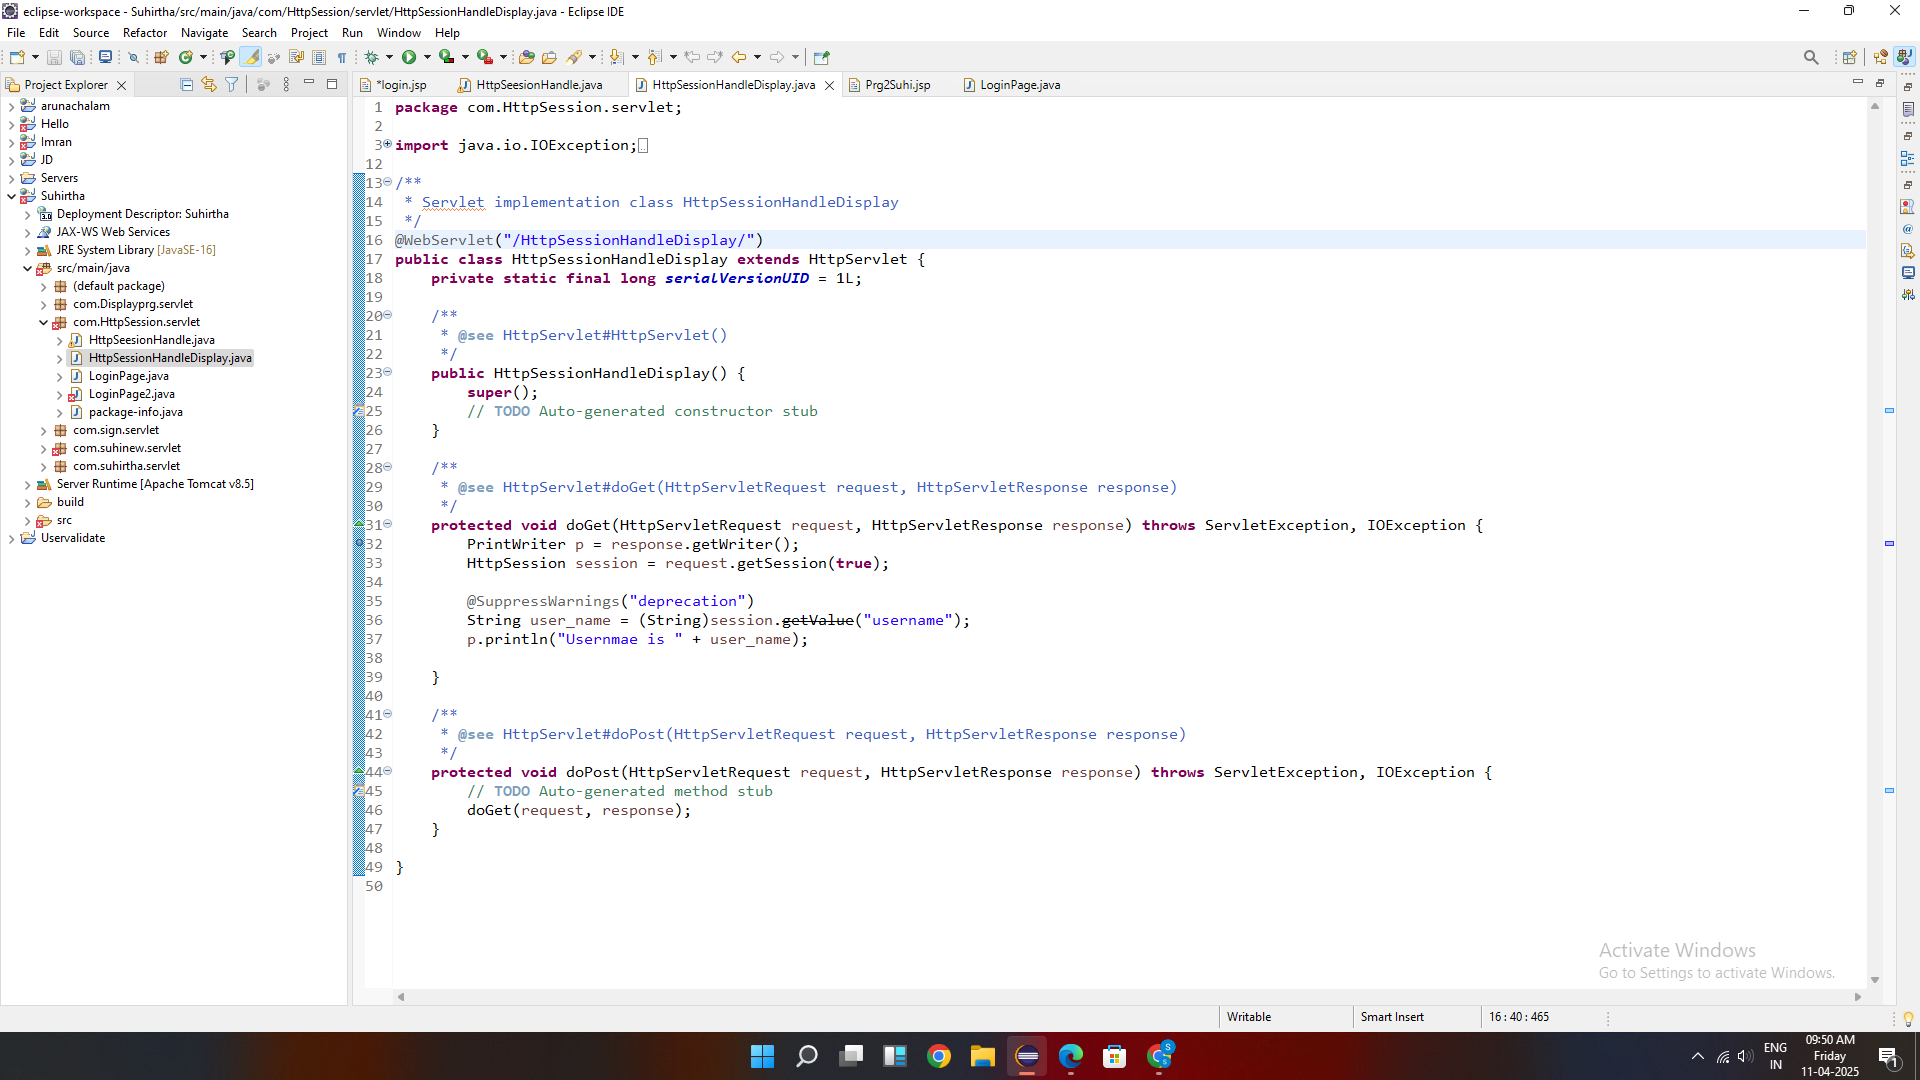 eclipse-workspace - Suhirtha/src/main/java/com/HttpSession/servlet/HttpSessionHandleDisplay.java - Eclipse IDE
File Edit Source Refactor Navigate Search Project Run Window Help
Project Explorer
arunachalam
Hello
Imran
JD
Servers
Suhirtha
Deployment Descriptor: Suhirtha
JAX-WS Web Services
JRE System Library [JavaSE-16]
src/main/java
(default package)
com.Displayprg.servlet
com.HttpSession.servlet
HttpSeesionHandle.java
HttpSessionHandleDisplay.java
LoginPage.java
LoginPage2.java
package-info.java
com.sign.servlet
com.suhinew.servlet
com.suhirtha.servlet
Server Runtime [Apache Tomcat v8.5]
build
src
Uservalidate
*login.jsp HttpSeesionHandle.java HttpSessionHandleDisplay.java Prg2Suhi.jsp LoginPage.java
1 package com.HttpSession.servlet;
2
3 import java.io.IOException;
12
13 /**
14 * Servlet implementation class HttpSessionHandleDisplay
15 */
16 @WebServlet("/HttpSessionHandleDisplay/")
17 public class HttpSessionHandleDisplay extends HttpServlet {
18 private static final long serialVersionUID = 1L;
19
20 /**
21 * @see HttpServlet#HttpServlet()
22 */
23 public HttpSessionHandleDisplay() {
24 super();
25 // TODO Auto-generated constructor stub
26 }
27
28 /**
29 * @see HttpServlet#doGet(HttpServletRequest request, HttpServletResponse response)
30 */
31 protected void doGet(HttpServletRequest request, HttpServletResponse response) throws ServletException, IOException {
32 PrintWriter p = response.getWriter();
33 HttpSession session = request.getSession(true);
34
35 @SuppressWarnings("deprecation")
36 String user_name = (String)session.getValue("username");
37 p.println("Usernmae is " + user_name);
38
39 }
40
41 /**
42 * @see HttpServlet#doPost(HttpServletRequest request, HttpServletResponse response)
43 */
44 protected void doPost(HttpServletRequest request, HttpServletResponse response) throws ServletException, IOException {
45 // TODO Auto-generated method stub
46 doGet(request, response);
47 }
48
49 }
50
Activate Windows
Go to Settings to activate Windows.
Writable Smart Insert 16 : 40 : 465
ENG
IN
09:50 AM
Friday
11-04-2025
1